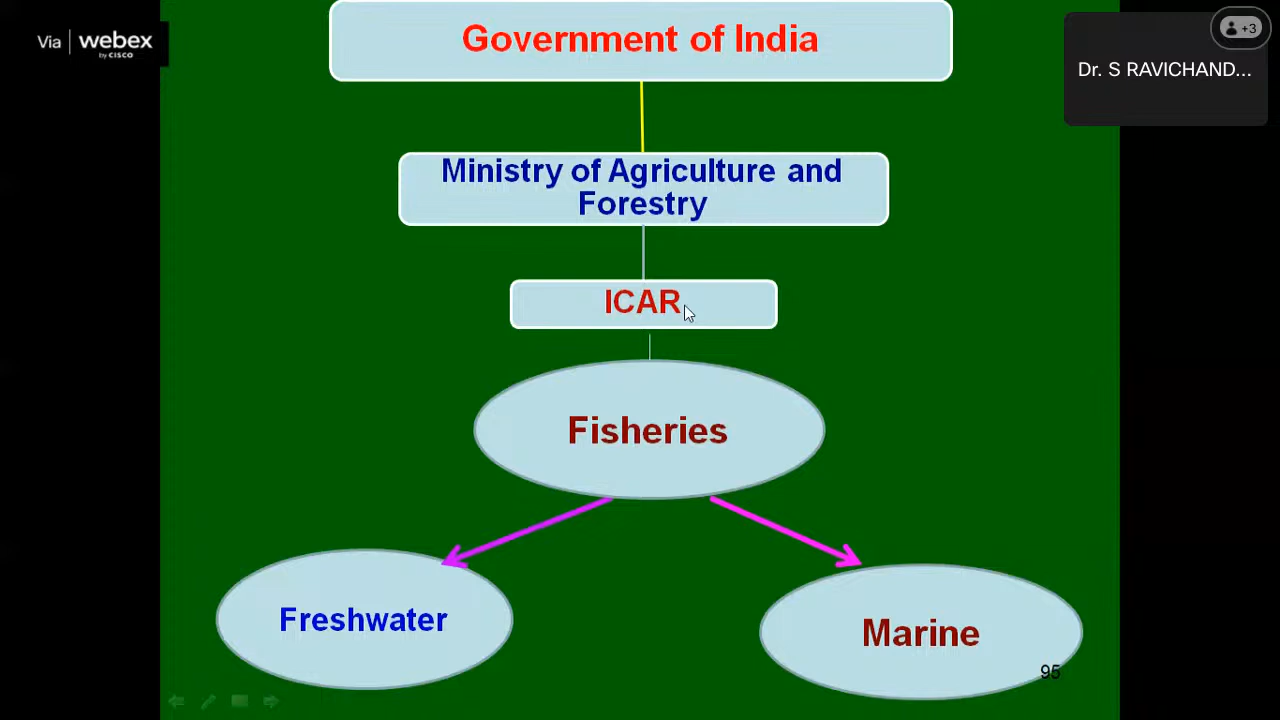 Via webex
by CISCO
+3
Dr. S RAVICHAND...
Government of India
Ministry of Agriculture and
Forestry
ICAR
Fisheries
Freshwater
Marine
95